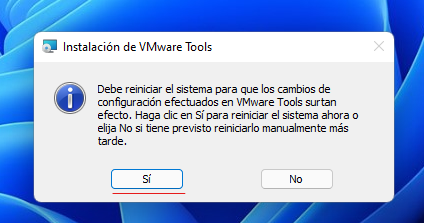 Instalación de VMware Tools
Debe reiniciar el sistema para que los cambios de
configuración efectuados en VMware Tools surtan
efecto. Haga clic en Sí para reiniciar el sistema ahora o
elija No si tiene previsto reiniciarlo manualmente más
tarde.
Sí
No